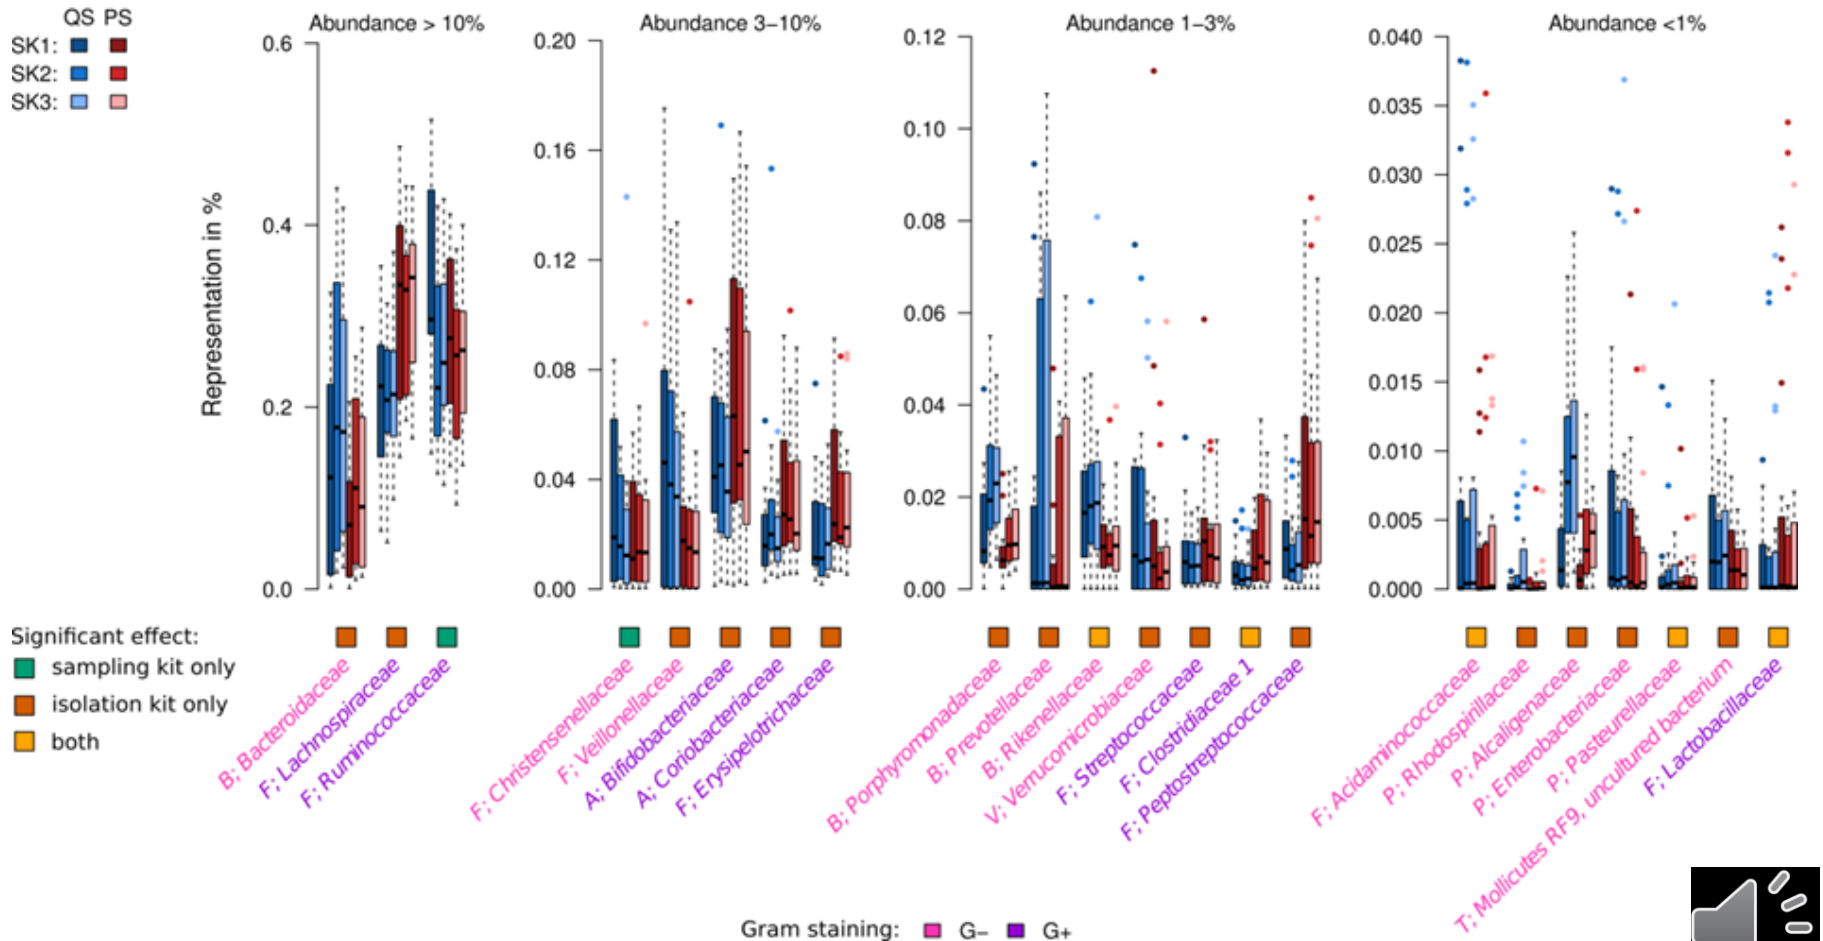 QS PS
SK1:
SK2:
SK3:
Abundance > 10%
Abundance 3–10%
Abundance 1–3%
Abundance <1%
Representation in %
0.6
0.4
0.2
0.0
0.20
0.16
0.12
0.08
0.04
0.00
0.12
0.10
0.08
0.06
0.04
0.02
0.00
0.040
0.035
0.030
0.025
0.020
0.015
0.010
0.005
0.000
Significant effect:
sampling kit only
isolation kit only
both
B; Bacteroidaceae
F; Lachnospiraceae
F; Ruminoccaceae
F; Christensenellaceae
F; Veillonellaceae
A; Bifidobacteriaceae
A; Coriobacteriaceae
F; Erysipelotrichaceae
B; Porphyromonadaceae
B; Prevotellaceae
B; Rikenellaceae
V; Verrucomicrobiaceae
F; Streptococcaceae
F; Clostridiaceae 1
F; Peptostreptococcaceae
F; Acidaminococcaceae
P; Rhodospirillaceae
P; Alcaligenaceae
P; Enterobacteriaceae
P; Pasteurellaceae
T; Mollicutes RF9, uncultured bacterium
F; Lactobacillaceae
Gram staining: G– G+